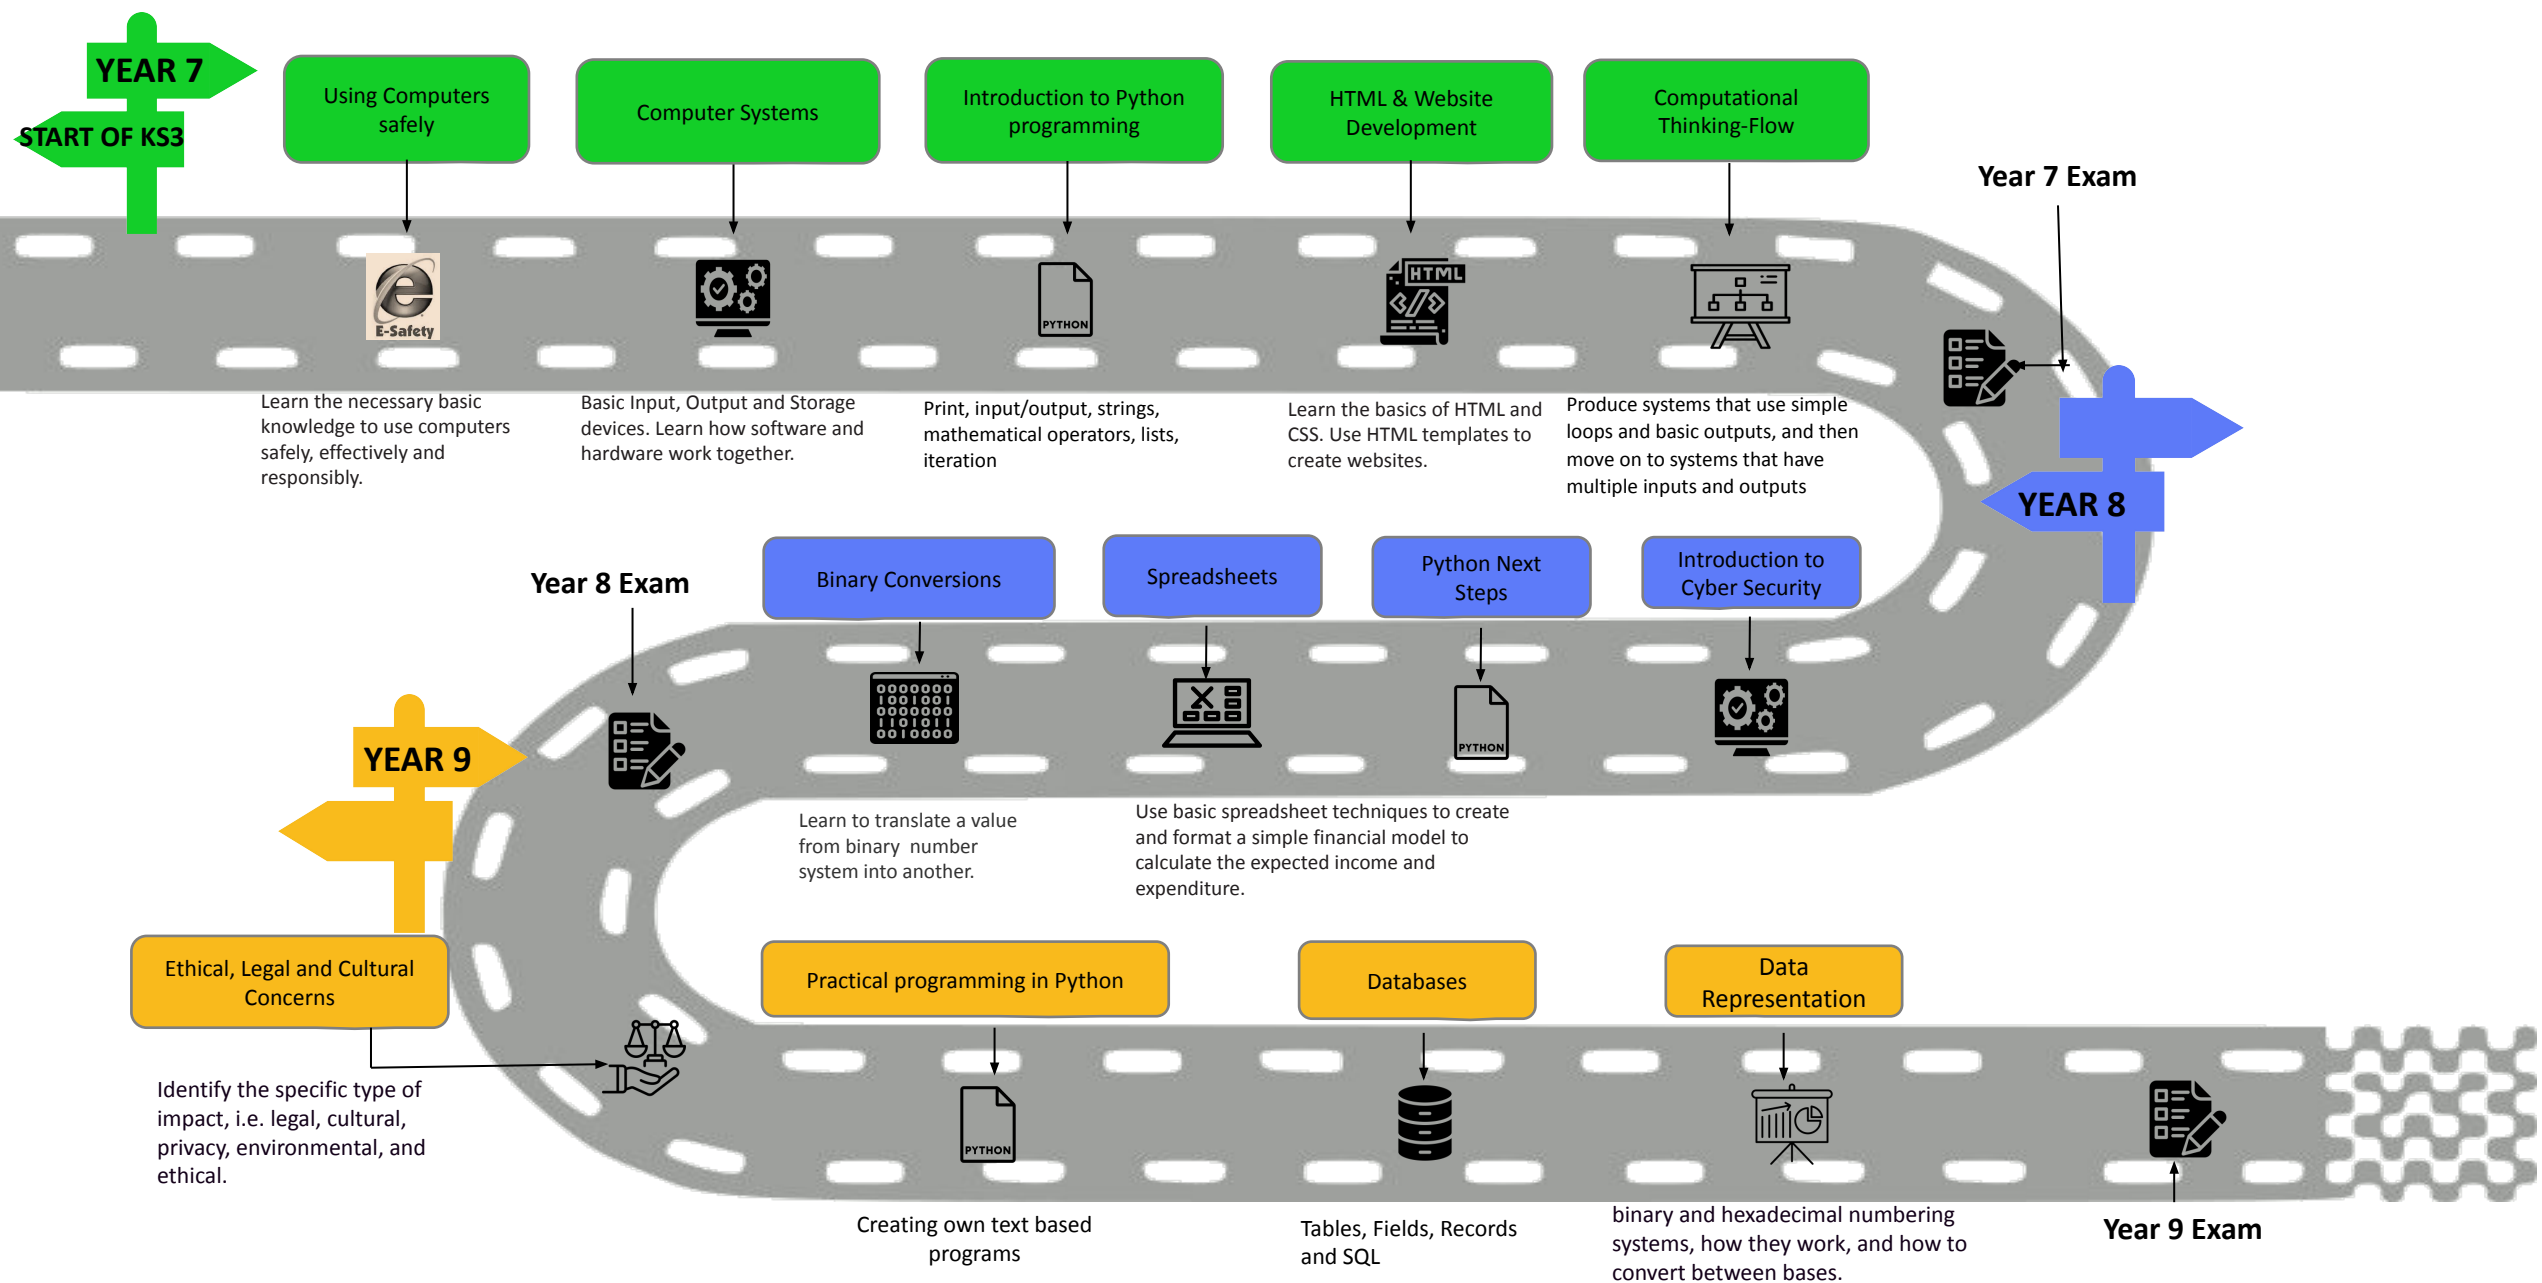 YEAR 7
START OF KS3
Using Computers
safely
Computer Systems
Introduction to Python
programming
HTML & Website
Development
Computational
Thinking-Flow
Year 7 Exam
E-Safety
PYTHON
HTML
Learn the necessary basic
knowledge to use computers
safely, effectively and
responsibly.
Basic Input, Output and Storage
devices. Learn how software and
hardware work together.
Print, input/output, strings,
mathematical operators, lists,
iteration
Learn the basics of HTML and
CSS. Use HTML templates to
create websites.
Produce systems that use simple
loops and basic outputs, and then
move on to systems that have
multiple inputs and outputs
YEAR 8
Introduction to
Cyber Security
Python Next
Steps
Spreadsheets
Binary Conversions
Year 8 Exam
PYTHON
X
0000000
1001001
0000000
1101011
0010000
Use basic spreadsheet techniques to create
and format a simple financial model to
calculate the expected income and
expenditure.
Learn to translate a value
from binary number
system into another.
YEAR 9
Ethical, Legal and Cultural
Concerns
Identify the specific type of
impact, i.e. legal, cultural,
privacy, environmental, and
ethical.
Practical programming in Python
PYTHON
Creating own text based
programs
Databases
Tables, Fields, Records
and SQL
Data
Representation
binary and hexadecimal numbering
systems, how they work, and how to
convert between bases.
Year 9 Exam